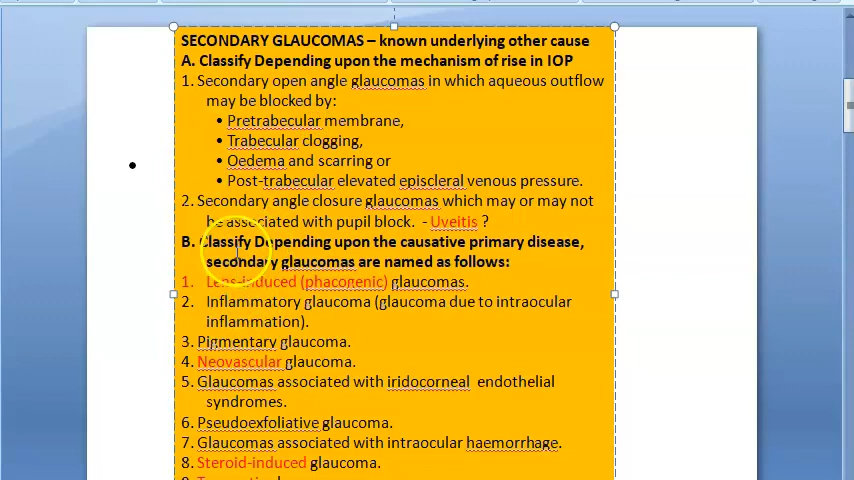 SECONDARY GLAUCOMAS – known underlying other cause
A. Classify Depending upon the mechanism of rise in IOP
1. Secondary open angle glaucomas in which aqueous outflow
may be blocked by:
• Pretrabecular membrane,
• Trabecular clogging,
• Oedema and scarring or
• Post-trabecular elevated episcleral venous pressure.
2. Secondary angle closure glaucomas which may or may not
be associated with pupil block. - Uveitis ?
B. Classify Depending upon the causative primary disease,
secondary glaucomas are named as follows:
1. Lens-induced (phacogenic) glaucomas.
2. Inflammatory glaucoma (glaucoma due to intraocular
inflammation).
3. Pigmentary glaucoma.
4. Neovascular glaucoma.
5. Glaucomas associated with iridocorneal endothelial
syndromes.
6. Pseudoexfoliative glaucoma.
7. Glaucomas associated with intraocular haemorrhage.
8. Steroid-induced glaucoma.